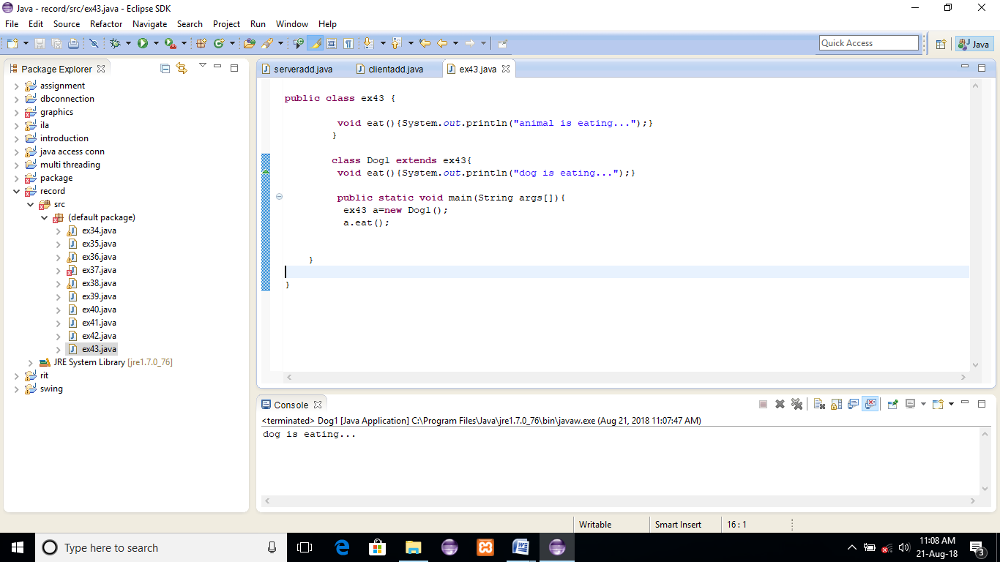 Java - record/src/ex43.java - Eclipse SDK
File Edit Source Refactor Navigate Search Project Run Window Help
Quick Access
Java
Package Explorer
serveradd.java clientadd.java ex43.java
assignment
dbconnection
graphics
ila
introduction
java access conn
multi threading
package
record
src
(default package)
ex34.java
ex35.java
ex36.java
ex37.java
ex38.java
ex39.java
ex40.java
ex41.java
ex42.java
ex43.java
JRE System Library [jre1.7.0_76]
rit
swing
public class ex43 {
void eat(){System.out.println("animal is eating...");}
}
class Dog1 extends ex43{
void eat(){System.out.println("dog is eating...");}
public static void main(String args[]){
ex43 a=new Dog1();
a.eat();
}
}
Console
<terminated> Dog1 [Java Application] C:\Program Files\Java\jre1.7.0_76\bin\javaw.exe (Aug 21, 2018 11:07:47 AM)
dog is eating...
Writable Smart Insert 16 : 1
Type here to search
11:08 AM
21-Aug-18
3